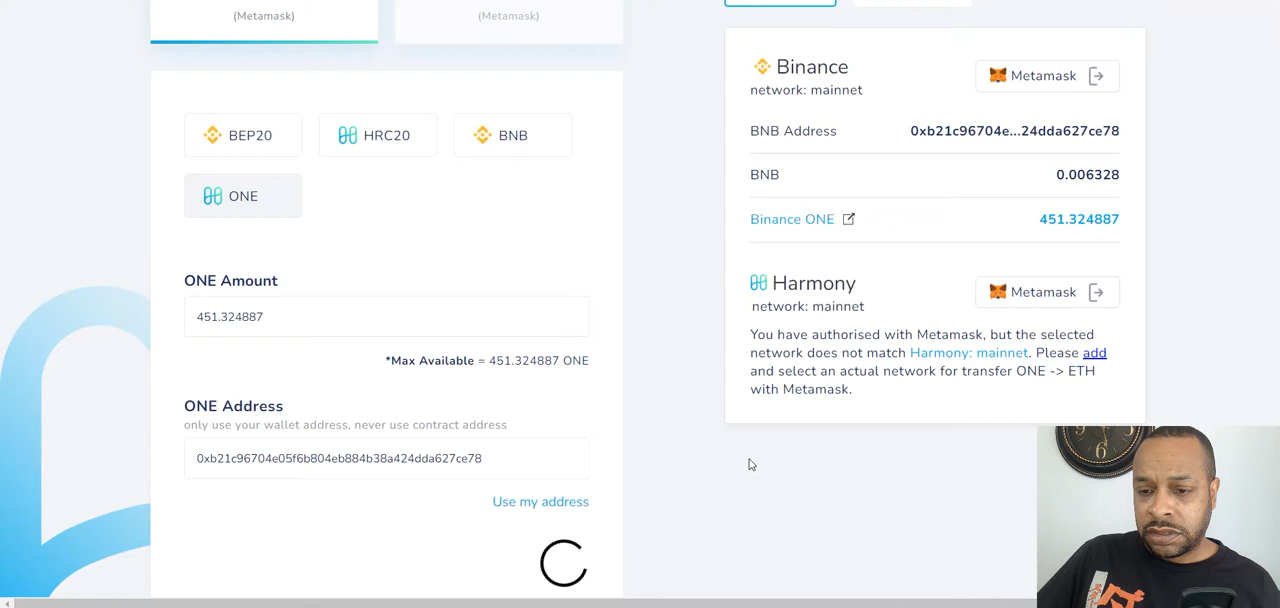 (Metamask)
(Metamask)
BEP20
HRC20
BNB
ONE
ONE Amount
451.324887
*Max Available = 451.324887 ONE
ONE Address
only use your wallet address, never use contract address
0xb21c96704e05f6b804eb884b38a424dda627ce78
Use my address
Binance
Metamask
network: mainnet
BNB Address
0xb21c96704e...24dda627ce78
BNB
0.006328
Binance ONE
451.324887
Harmony
Metamask
network: mainnet
You have authorised with Metamask, but the selected
network does not match Harmony: mainnet. Please add
and select an actual network for transfer ONE -> ETH
with Metamask.